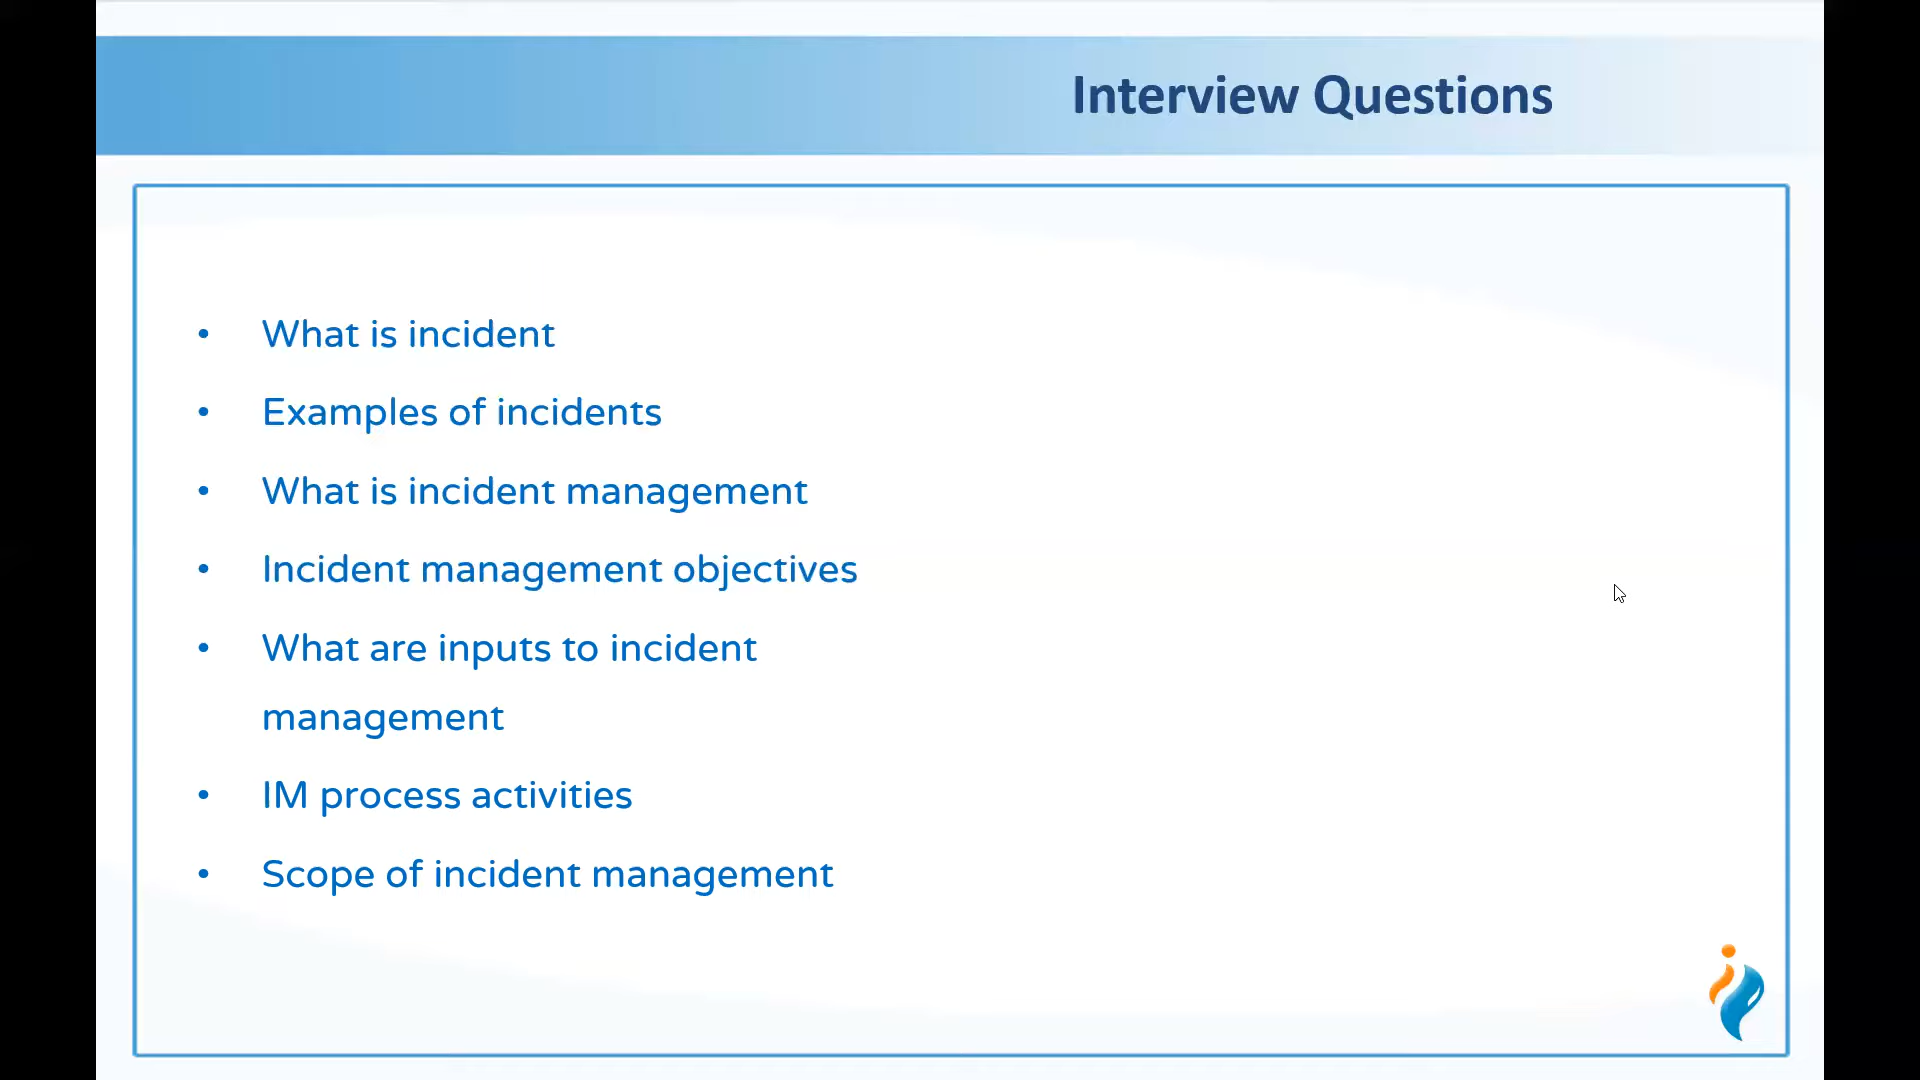 Interview Questions
• What is incident
• Examples of incidents
• What is incident management
• Incident management objectives
• What are inputs to incident
management
• IM process activities
• Scope of incident management